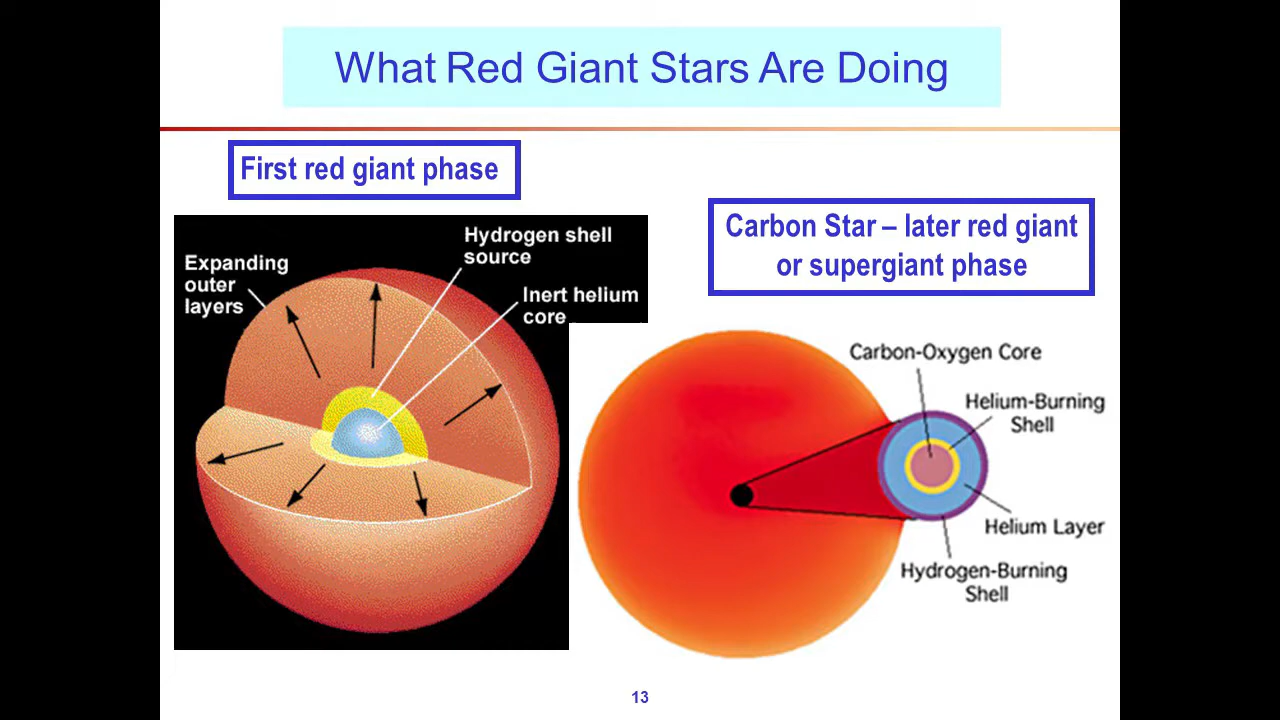 What Red Giant Stars Are Doing
First red giant phase
Carbon Star – later red giant
or supergiant phase
Hydrogen shell
source
Expanding
outer
layers
Inert helium
core
Carbon-Oxygen Core
Helium-Burning
Shell
Helium Layer
Hydrogen-Burning
Shell
13